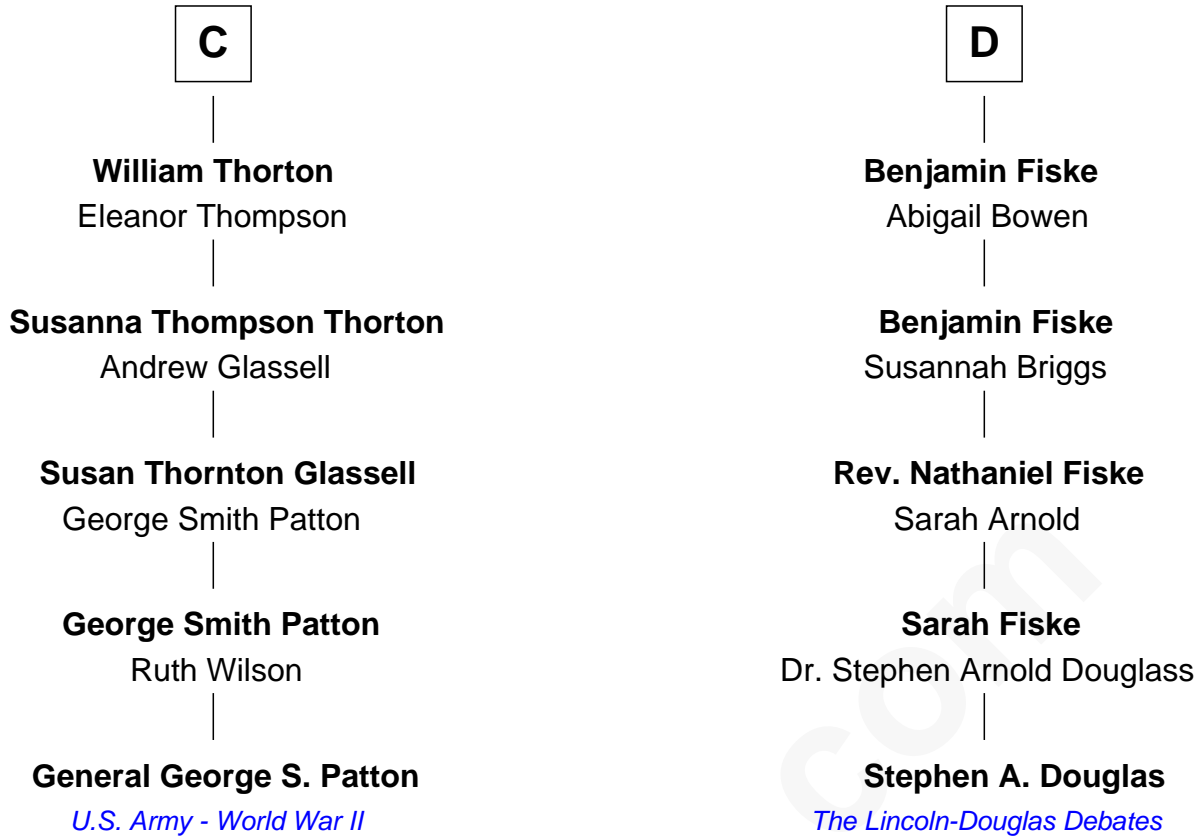 C
William Thorton
Eleanor Thompson
Susanna Thompson Thorton
Andrew Glassell
Susan Thornton Glassell
George Smith Patton
George Smith Patton
Ruth Wilson
General George S. Patton
U.S. Army - World War II
D
Benjamin Fiske
Abigail Bowen
Benjamin Fiske
Susannah Briggs
Rev. Nathaniel Fiske
Sarah Arnold
Sarah Fiske
Dr. Stephen Arnold Douglass
Stephen A. Douglas
The Lincoln-Douglas Debates
com